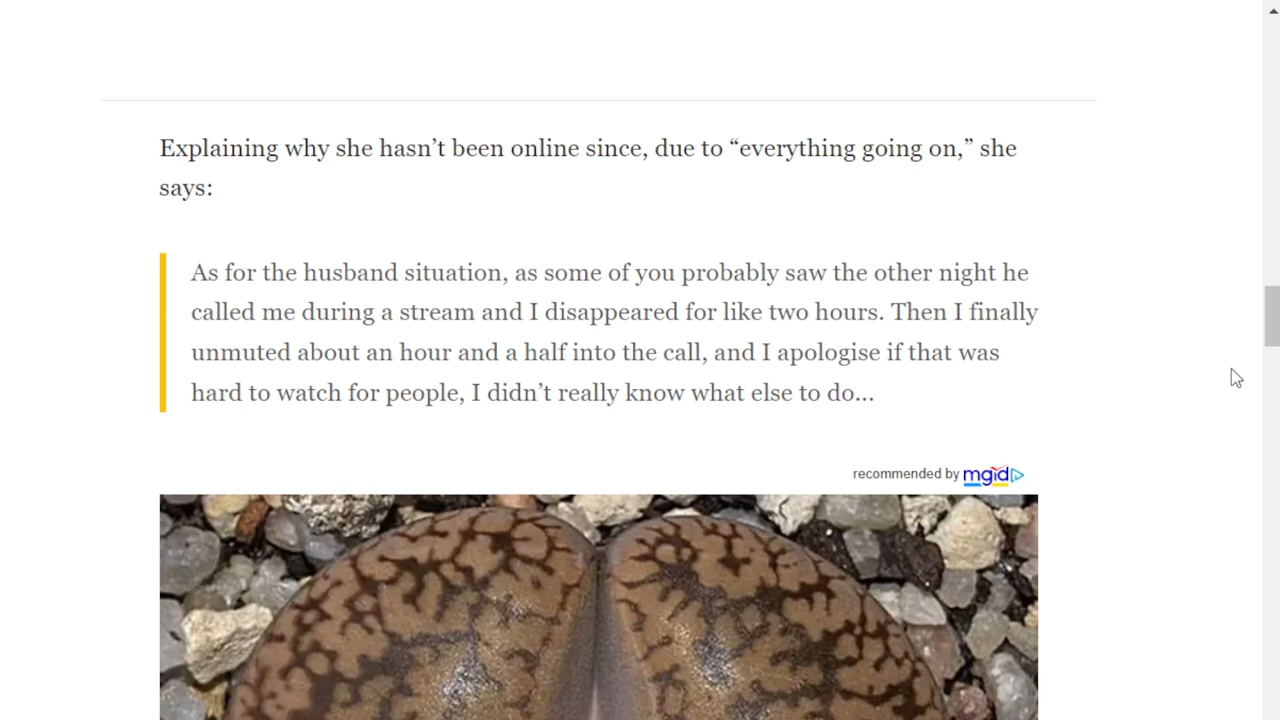 Explaining why she hasn’t been online since, due to “everything going on,” she
says:
As for the husband situation, as some of you probably saw the other night he
called me during a stream and I disappeared for like two hours. Then I finally
unmuted about an hour and a half into the call, and I apologise if that was
hard to watch for people, I didn’t really know what else to do...
recommended by mgid